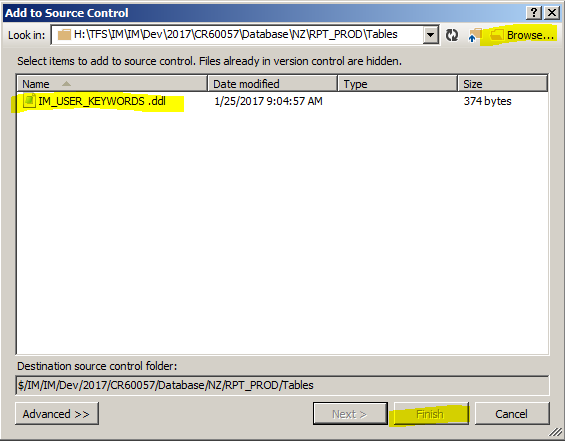 Add to Source Control
Look in: H:\TFS\IM\IM\Dev\2017\CR60057\Database\NZ\RPT_PROD\Tables Browse...
Select items to add to source control. Files already in version control are hidden.
Name Date modified Type Size
IM_USER_KEYWORDS .ddl 1/25/2017 9:04:57 AM 374 bytes
Destination source control folder:
$/IM/IM/Dev/2017/CR60057/Database/NZ/RPT_PROD/Tables
Advanced >> Next > Finish Cancel